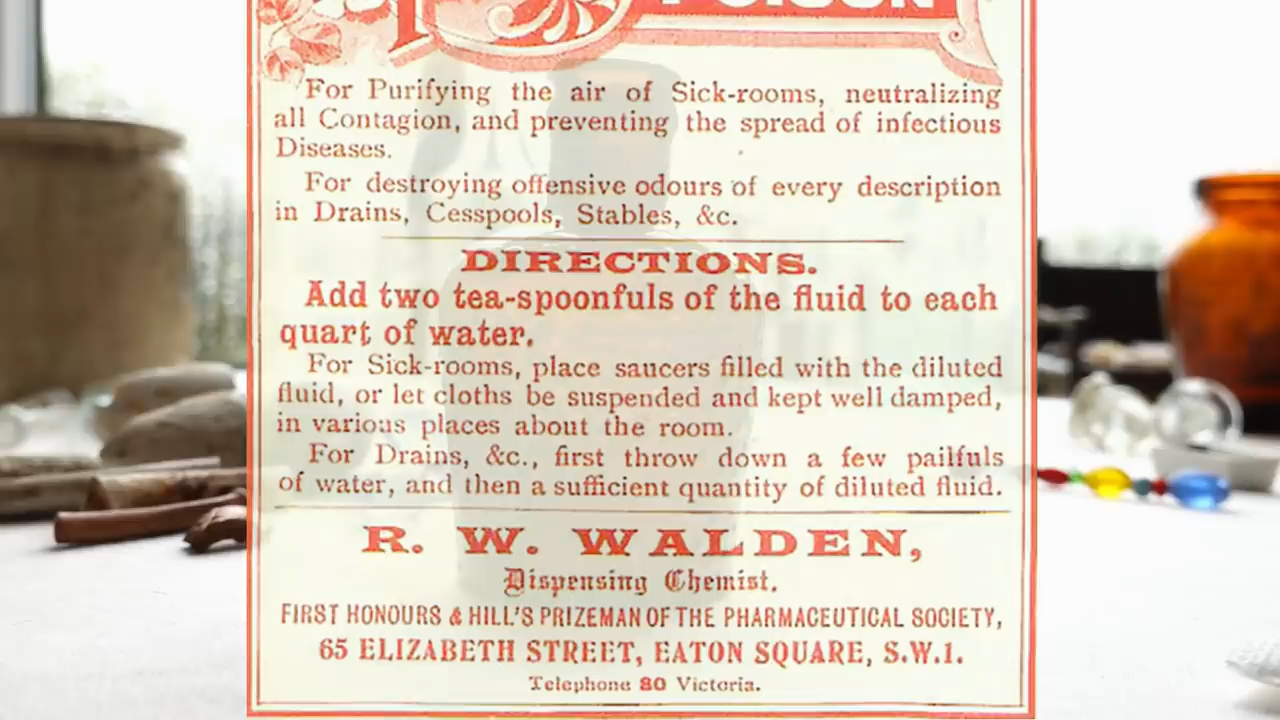 POISON
For Purifying the air of Sick-rooms, neutralizing
all Contagion, and preventing the spread of infectious
Diseases.
For destroying offensive odours of every description
in Drains, Cesspools, Stables, &c.
DIRECTIONS.
Add two tea-spoonfuls of the fluid to each
quart of water.
For Sick-rooms, place saucers filled with the diluted
fluid, or let cloths be suspended and kept well damped,
in various places about the room.
For Drains, &c., first throw down a few pailfuls
of water, and then a sufficient quantity of diluted fluid.
R. W. WALDEN,
Dispensing Chemist.
FIRST HONOURS & HILL'S PRIZEMAN OF THE PHARMACEUTICAL SOCIETY,
65 ELIZABETH STREET, EATON SQUARE, S.W.1.
Telephone 80 Victoria.